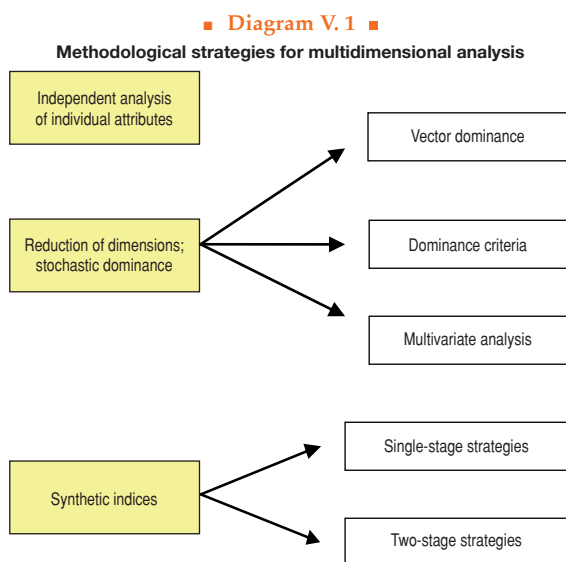 ▪ Diagram V. 1 ▪
Methodological strategies for multidimensional analysis
Independent analysis
of individual attributes
Vector dominance
Reduction of dimensions;
stochastic dominance
Dominance criteria
Multivariate analysis
Single-stage strategies
Synthetic indices
Two-stage strategies